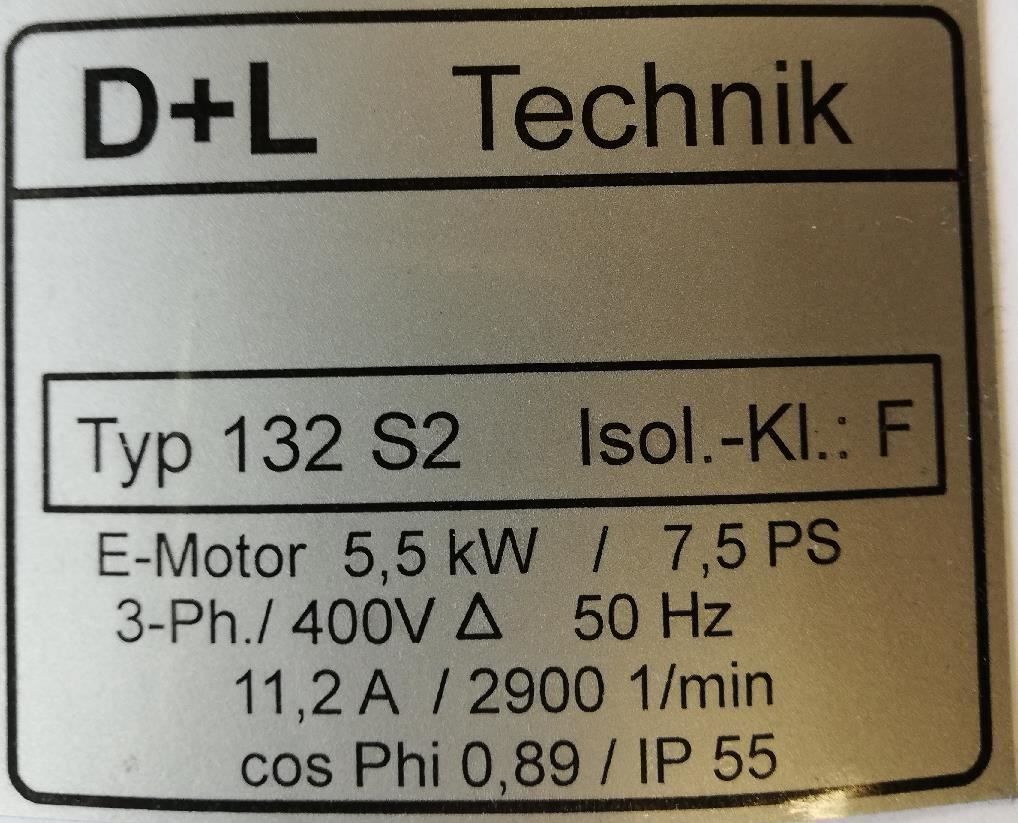 D+L Technik
Typ 132 S2 Isol.-Kl.: F
E-Motor 5,5 kW / 7,5 PS
3-Ph./ 400V Δ 50 Hz
11,2 A / 2900 1/min
cos Phi 0,89 / IP 55